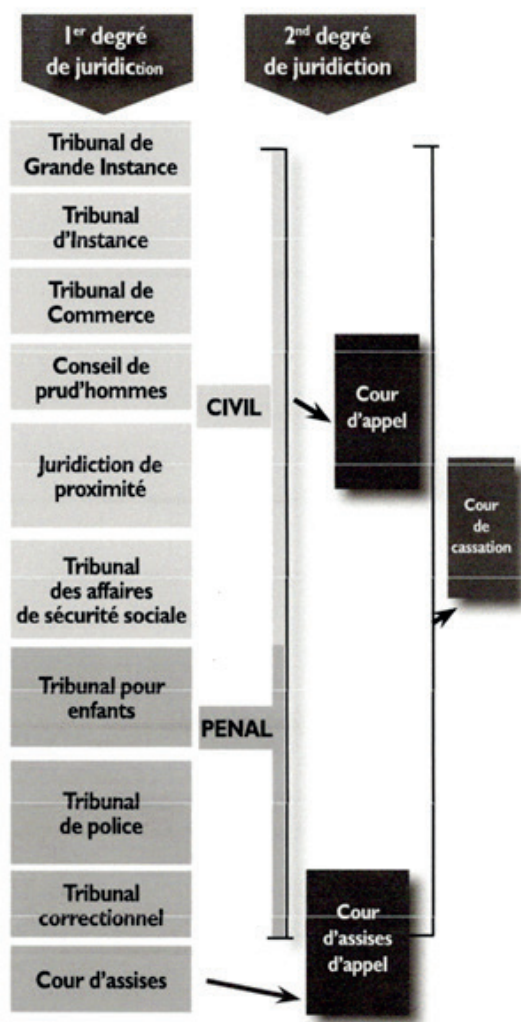 1er degré
de juridiction
2nd degré
de juridiction
Tribunal de
Grande Instance
Tribunal
d'Instance
Tribunal de
Commerce
Conseil de
prud'hommes
Juridiction de
proximité
Tribunal
des affaires
de sécurité sociale
Tribunal pour
enfants
Tribunal
de police
Tribunal
correctionnel
Cour d'assises
CIVIL
PENAL
Cour
d'appel
Cour
d'assises
d'appel
Cour
de
cassation